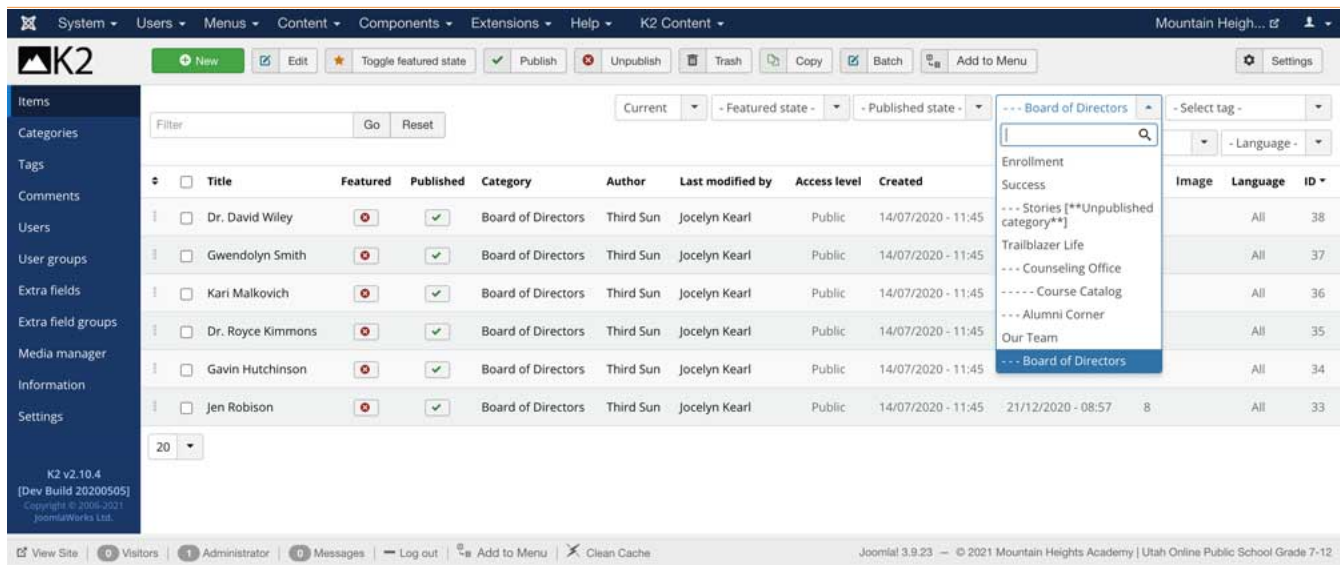 System Users Menus Content Components Extensions Help K2 Content Mountain Heigh...
K2 New Edit Toggle featured state Publish Unpublish Trash Copy Batch Add to Menu Settings
Items
Categories
Tags
Comments
Users
User groups
Extra fields
Extra field groups
Media manager
Information
Settings
K2 v2.10.4
[Dev Build 20200505]
Copyright © 2006-2021
JoomlaWorks Ltd.
Current - Featured state - - Published state - - - - Board of Directors - Select tag -
Filter Go Reset - Language -
Enrollment
Success
- - - Stories [**Unpublished
category**]
Trailblazer Life
- - - Counseling Office
- - - - - Course Catalog
- - - Alumni Corner
Our Team
- - - Board of Directors
Title Featured Published Category Author Last modified by Access level Created Image Language ID
Dr. David Wiley Board of Directors Third Sun Jocelyn Kearl Public 14/07/2020 - 11:45 All 38
Gwendolyn Smith Board of Directors Third Sun Jocelyn Kearl Public 14/07/2020 - 11:45 All 37
Kari Malkovich Board of Directors Third Sun Jocelyn Kearl Public 14/07/2020 - 11:45 All 36
Dr. Royce Kimmons Board of Directors Third Sun Jocelyn Kearl Public 14/07/2020 - 11:45 All 35
Gavin Hutchinson Board of Directors Third Sun Jocelyn Kearl Public 14/07/2020 - 11:45 All 34
Jen Robison Board of Directors Third Sun Jocelyn Kearl Public 14/07/2020 - 11:45 21/12/2020 - 08:57 8 All 33
20
View Site 0 Visitors 1 Administrator 0 Messages Log out Add to Menu Clean Cache Joomla! 3.9.23 — © 2021 Mountain Heights Academy | Utah Online Public School Grade 7-12